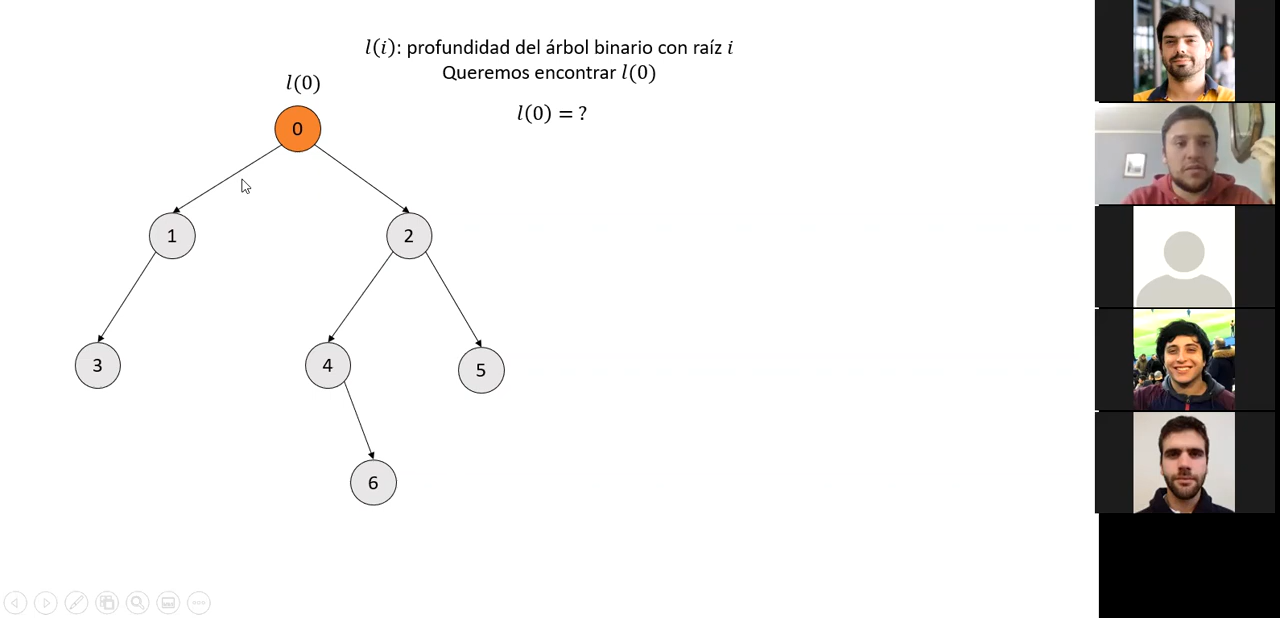 l(i): profundidad del árbol binario con raíz i
Queremos encontrar l(0)
l(0) = ?
l(0)
0
1
2
3
4
5
6